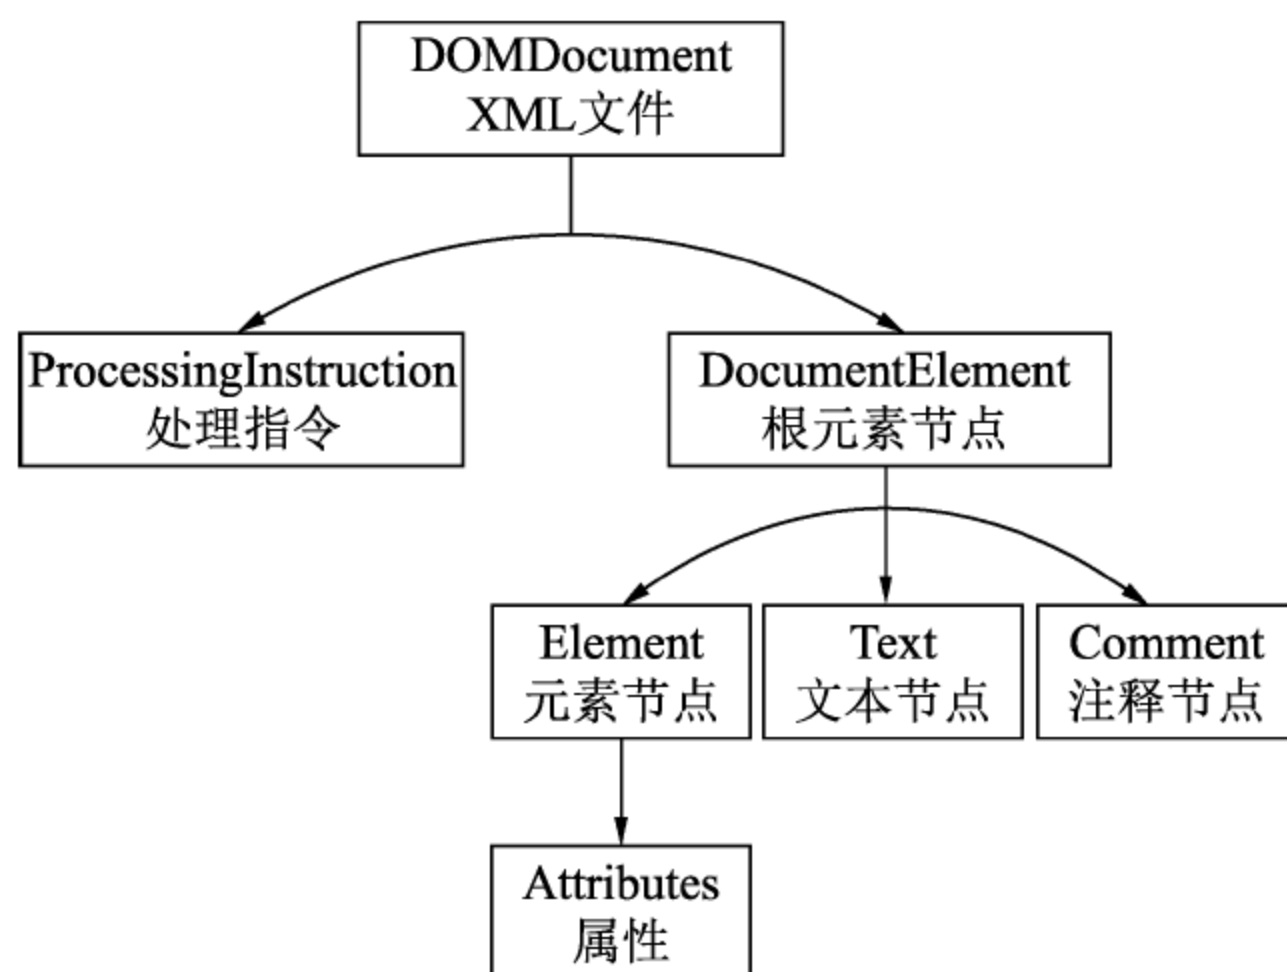 DOMDocument
XML文件
ProcessingInstruction
处理指令
DocumentElement
根元素节点
Element
元素节点
Text
文本节点
Comment
注释节点
Attributes
属性